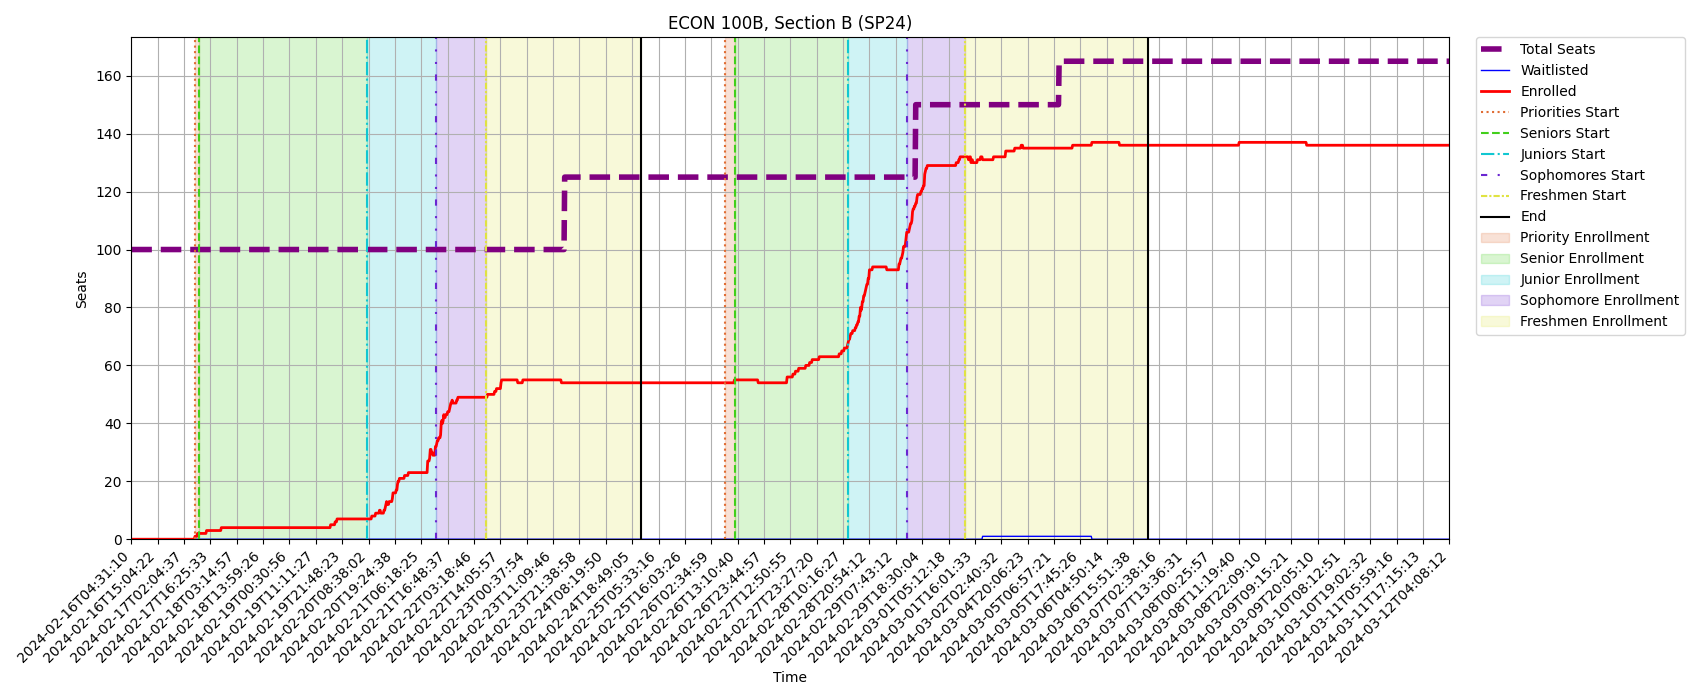 ECON 100B, Section B (SP24)
Seats
160
140
120
100
80
60
40
20
0
2024-02-16T04:31:10
2024-02-16T15:04:22
2024-02-17T02:04:37
2024-02-17T16:25:33
2024-02-18T03:14:57
2024-02-18T13:59:26
2024-02-19T00:30:56
2024-02-19T11:11:27
2024-02-19T21:48:23
2024-02-20T08:38:02
2024-02-20T19:24:38
2024-02-21T06:18:25
2024-02-21T16:48:37
2024-02-22T03:18:46
2024-02-22T14:05:57
2024-02-23T00:37:54
2024-02-23T11:09:46
2024-02-23T21:38:58
2024-02-24T08:19:50
2024-02-24T18:49:05
2024-02-25T05:33:16
2024-02-25T16:03:26
2024-02-26T02:34:59
2024-02-26T13:10:40
2024-02-26T23:44:57
2024-02-27T12:50:55
2024-02-27T23:27:20
2024-02-28T10:16:27
2024-02-28T20:54:12
2024-02-29T07:43:12
2024-02-29T18:30:04
2024-03-01T05:12:18
2024-03-01T16:01:33
2024-03-02T02:40:32
2024-03-04T20:06:23
2024-03-05T06:57:21
2024-03-05T17:45:26
2024-03-06T04:50:14
2024-03-06T15:51:38
2024-03-07T02:38:16
2024-03-07T13:36:31
2024-03-08T00:25:57
2024-03-08T11:19:40
2024-03-08T22:09:10
2024-03-09T09:15:21
2024-03-09T20:05:10
2024-03-10T08:12:51
2024-03-10T19:02:32
2024-03-11T05:59:16
2024-03-11T17:15:13
2024-03-12T04:08:12
Time
Total Seats
Waitlisted
Enrolled
Priorities Start
Seniors Start
Juniors Start
Sophomores Start
Freshmen Start
End
Priority Enrollment
Senior Enrollment
Junior Enrollment
Sophomore Enrollment
Freshmen Enrollment